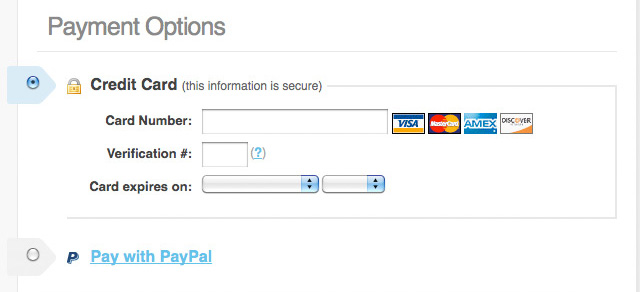 Payment Options
Credit Card (this information is secure)
Card Number: VISA MasterCard AMEX DISCOVER
Verification #: (?)
Card expires on:
Pay with PayPal